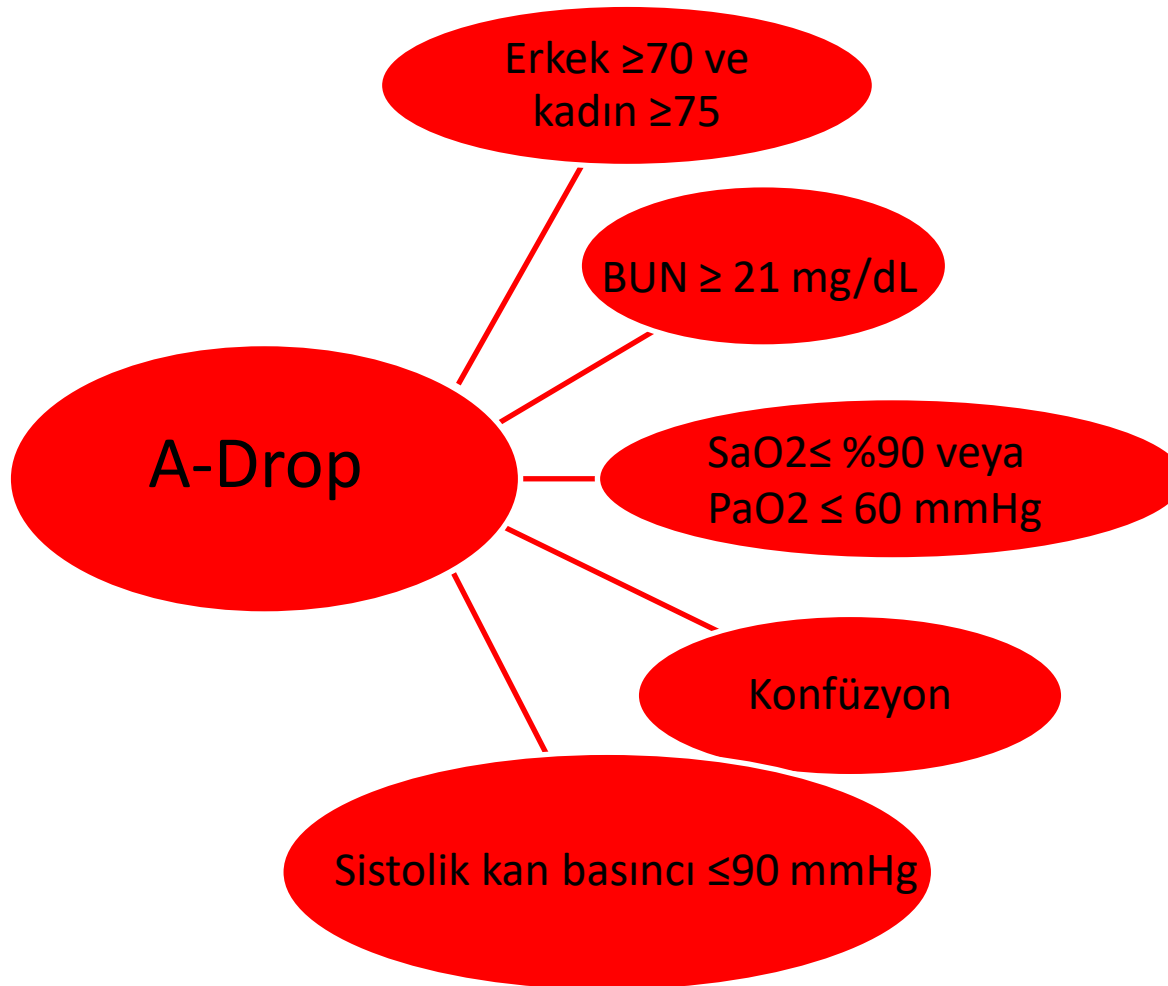 Erkek ≥70 ve
kadın ≥75
BUN ≥ 21 mg/dL
A-Drop
SaO2≤ %90 veya
PaO2 ≤ 60 mmHg
Konfüzyon
Sistolik kan basıncı ≤90 mmHg